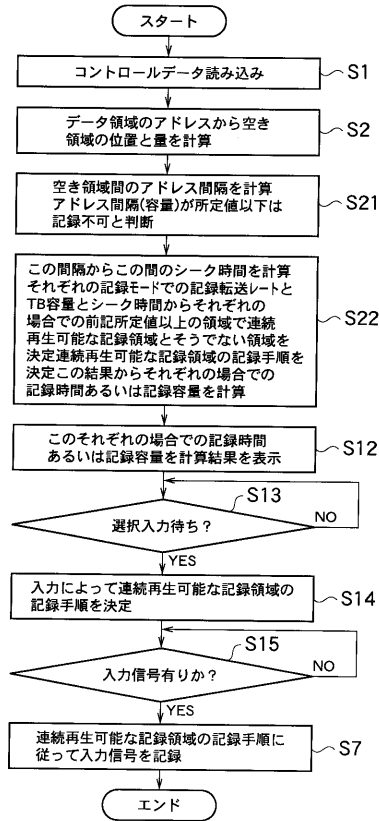 スタート
コントロールデータ読み込み
S1
データ領域のアドレスから空き
領域の位置と量を計算
S2
空き領域間のアドレス間隔を計算
アドレス間隔(容量)が所定値以下は
記録不可と判断
S21
この間隔からこの間のシーク時間を計算
それぞれの記録モードでの記録転送レートと
TB容量とシーク時間からそれぞれの
場合での前記所定値以上の領域で連続
再生可能な記録領域とそうでない領域を
決定連続再生可能な記録領域の記録手順を
決定この結果からそれぞれの場合での
記録時間あるいは記録容量を計算
S22
このそれぞれの場合での記録時間
あるいは記録容量を計算結果を表示
S12
S13
選択入力待ち?
NO
YES
入力によって連続再生可能な記録領域の
記録手順を決定
S14
S15
入力信号有りか?
NO
YES
連続再生可能な記録領域の記録手順に
従って入力信号を記録
S7
エンド